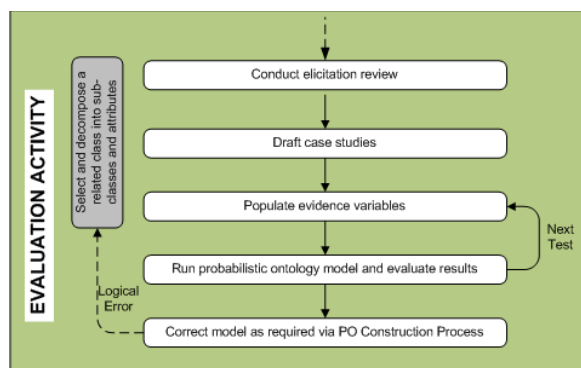 EVALUATION ACTIVITY
Select and decompose a
related class into sub-
classes and attributes
Conduct elicitation review
Draft case studies
Populate evidence variables
Next
Test
Run probabilistic ontology model and evaluate results
Logical
Error
Correct model as required via PO Construction Process